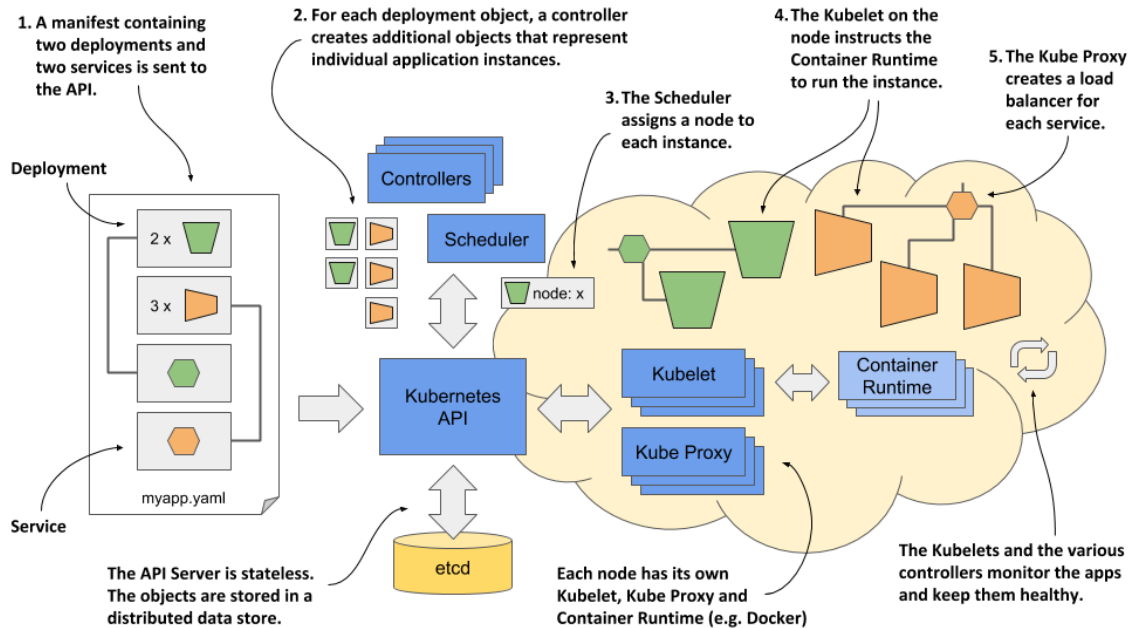 1. A manifest containing
two deployments and
two services is sent to
the API.
2. For each deployment object, a controller
creates additional objects that represent
individual application instances.
3. The Scheduler
assigns a node to
each instance.
4. The Kubelet on the
node instructs the
Container Runtime
to run the instance.
5. The Kube Proxy
creates a load
balancer for
each service.
Deployment
2 x
3 x
myapp.yaml
Service
Controllers
Scheduler
node: x
Kubernetes
API
Kubelet
Container
Runtime
Kube Proxy
etcd
The API Server is stateless.
The objects are stored in a
distributed data store.
Each node has its own
Kubelet, Kube Proxy and
Container Runtime (e.g. Docker)
The Kubelets and the various
controllers monitor the apps
and keep them healthy.